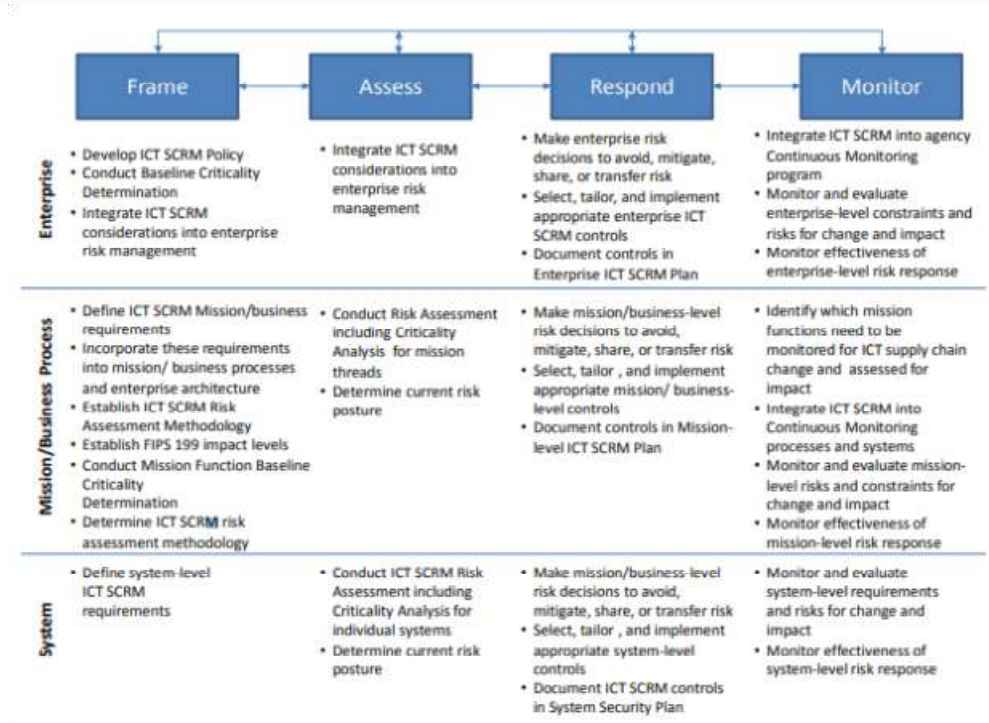 Frame
Assess
Respond
Monitor
Enterprise
• Develop ICT SCRM Policy
• Conduct Baseline Criticality
Determination
• Integrate ICT SCRM
considerations into enterprise
risk management
• Integrate ICT SCRM
considerations into
enterprise risk
management
• Make enterprise risk
decisions to avoid, mitigate,
share, or transfer risk
• Select, tailor, and implement
appropriate enterprise ICT
SCRM controls
• Document controls in
Enterprise ICT SCRM Plan
• Integrate ICT SCRM into agency
Continuous Monitoring
program
• Monitor and evaluate
enterprise-level constraints and
risks for change and impact
• Monitor effectiveness of
enterprise-level risk response
Mission/Business Process
• Define ICT SCRM Mission/business
requirements
• Incorporate these requirements
into mission/ business processes
and enterprise architecture
• Establish ICT SCRM Risk
Assessment Methodology
• Establish FIPS 199 impact levels
• Conduct Mission Function Baseline
Criticality
Determination
• Determine ICT SCRM risk
assessment methodology
• Conduct Risk Assessment
including Criticality
Analysis for mission
threads
• Determine current risk
posture
• Make mission/business-level
risk decisions to avoid,
mitigate, share, or transfer risk
• Select, tailor , and implement
appropriate mission/ business-
level controls
• Document controls in Mission-
level ICT SCRM Plan
• Identify which mission
functions need to be
monitored for ICT supply chain
change and assessed for
impact
• Integrate ICT SCRM into
Continuous Monitoring
processes and systems
• Monitor and evaluate mission-
level risks and constraints for
change and impact
• Monitor effectiveness of
mission-level risk response
System
• Define system-level
ICT SCRM
requirements
• Conduct ICT SCRM Risk
Assessment including
Criticality Analysis for
individual systems
• Determine current risk
posture
• Make mission/business-level
risk decisions to avoid,
mitigate, share, or transfer risk
• Select, tailor , and implement
appropriate system-level
controls
• Document ICT SCRM controls
in System Security Plan
• Monitor and evaluate
system-level requirements
and risks for change and
impact
• Monitor effectiveness of
system-level risk response